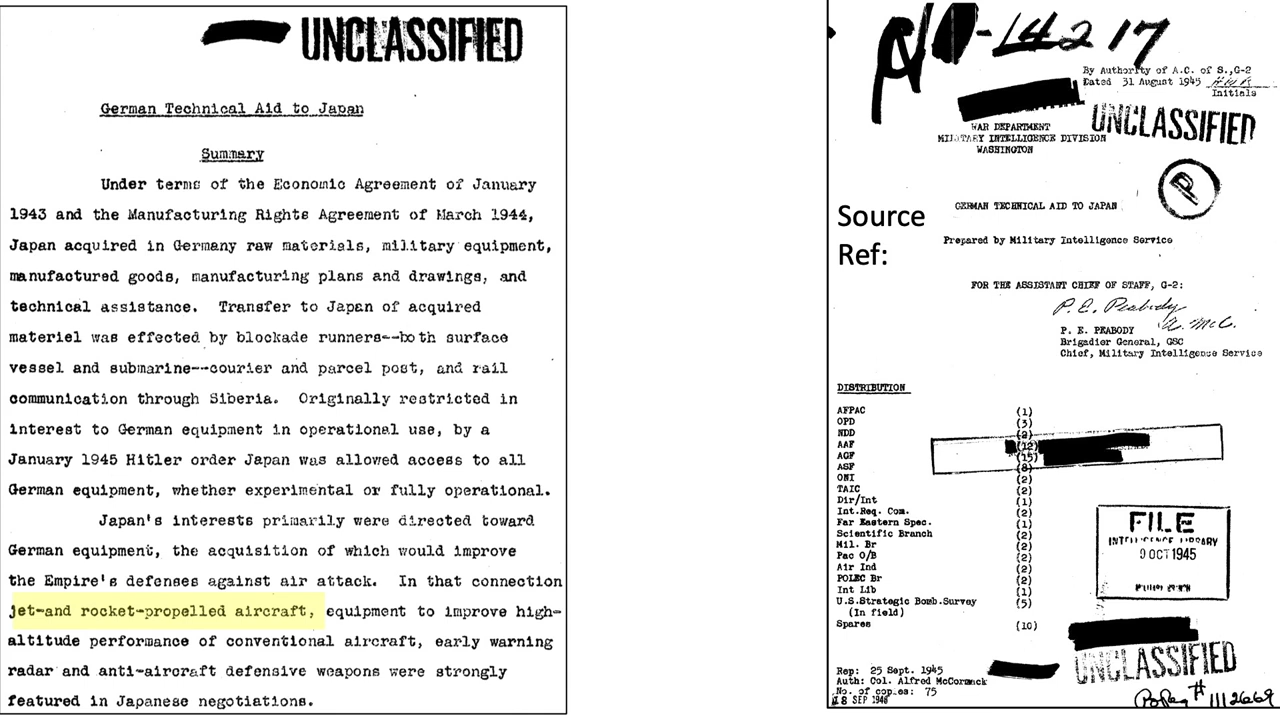 UNCLASSIFIED
German Technical Aid to Japan
Summary
Under terms of the Economic Agreement of January
1943 and the Manufacturing Rights Agreement of March 1944,
Japan acquired in Germany raw materials, military equipment,
manufactured goods, manufacturing plans and drawings, and
technical assistance. Transfer to Japan of acquired
materiel was effected by blockade runners--both surface
vessel and submarine--courier and parcel post, and rail
communication through Siberia. Originally restricted in
interest to German equipment in operational use, by a
January 1945 Hitler order Japan was allowed access to all
German equipment, whether experimental or fully operational.
Japan's interests primarily were directed toward
German equipment, the acquisition of which would improve
the Empire's defenses against air attack. In that connection
jet-and rocket-propelled aircraft, equipment to improve high-
altitude performance of conventional aircraft, early warning
radar and anti-aircraft defensive weapons were strongly
featured in Japanese negotiations.
-14217
By Authority of A.C. of S.,G-2
Dated 31 August 1945
Initials
UNCLASSIFIED
WAR DEPARTMENT
MILITARY INTELLIGENCE DIVISION
WASHINGTON
P
Source
Ref:
GERMAN TECHNICAL AID TO JAPAN
Prepared by Military Intelligence Service
FOR THE ASSISTANT CHIEF OF STAFF, G-2:
P. E. Peabody
P. E. PEABODY
Brigadier General, GSC
Chief, Military Intelligence Service
DISTRIBUTION
AFPAC (1)
OPD (3)
NDD (2)
AAF (12)
AGF (15)
ASF (8)
ONI (2)
TAIC (2)
Dir/Int (1)
Int.Req. Com. (2)
Far Eastern Spec. (1)
Scientific Branch (2)
Mil. Br (2)
Pac O/B (2)
Air Ind (2)
POLEC Br (2)
Int Lib (1)
U.S.Strategic Bomb.Survey (5)
(In field)
Spares (10)
FILE
INTELLIGENCE LIBRARY
9 OCT 1945
UNCLASSIFIED
Rep: 25 Sept. 1945
Auth: Col. Alfred McCormack
No. of copies: 75
18 SEP 1946